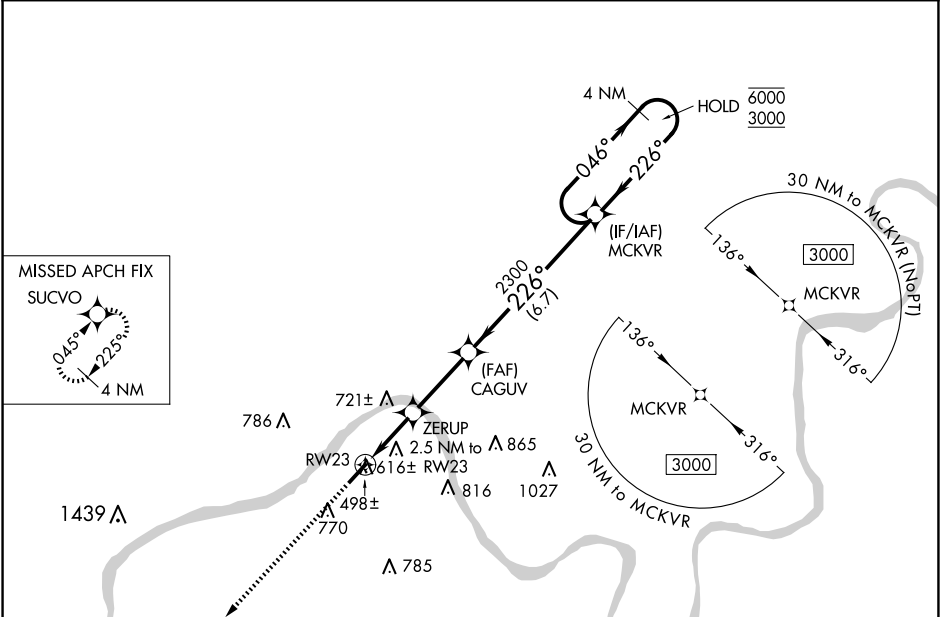 4 NM
HOLD
6000
3000
046°
226°
(IF/IAF)
MCKVR
2300
226°
(6.7)
(FAF)
CAGUV
ZERUP
2.5 NM to
RW23
RW23
721±
786
616±
865
498±
816
1027
770
1439
785
MISSED APCH FIX
SUCVO
045°
225°
4 NM
30 NM to MCKVR (NoPT)
136°
3000
MCKVR
316°
136°
MCKVR
316°
3000
30 NM to MCKVR